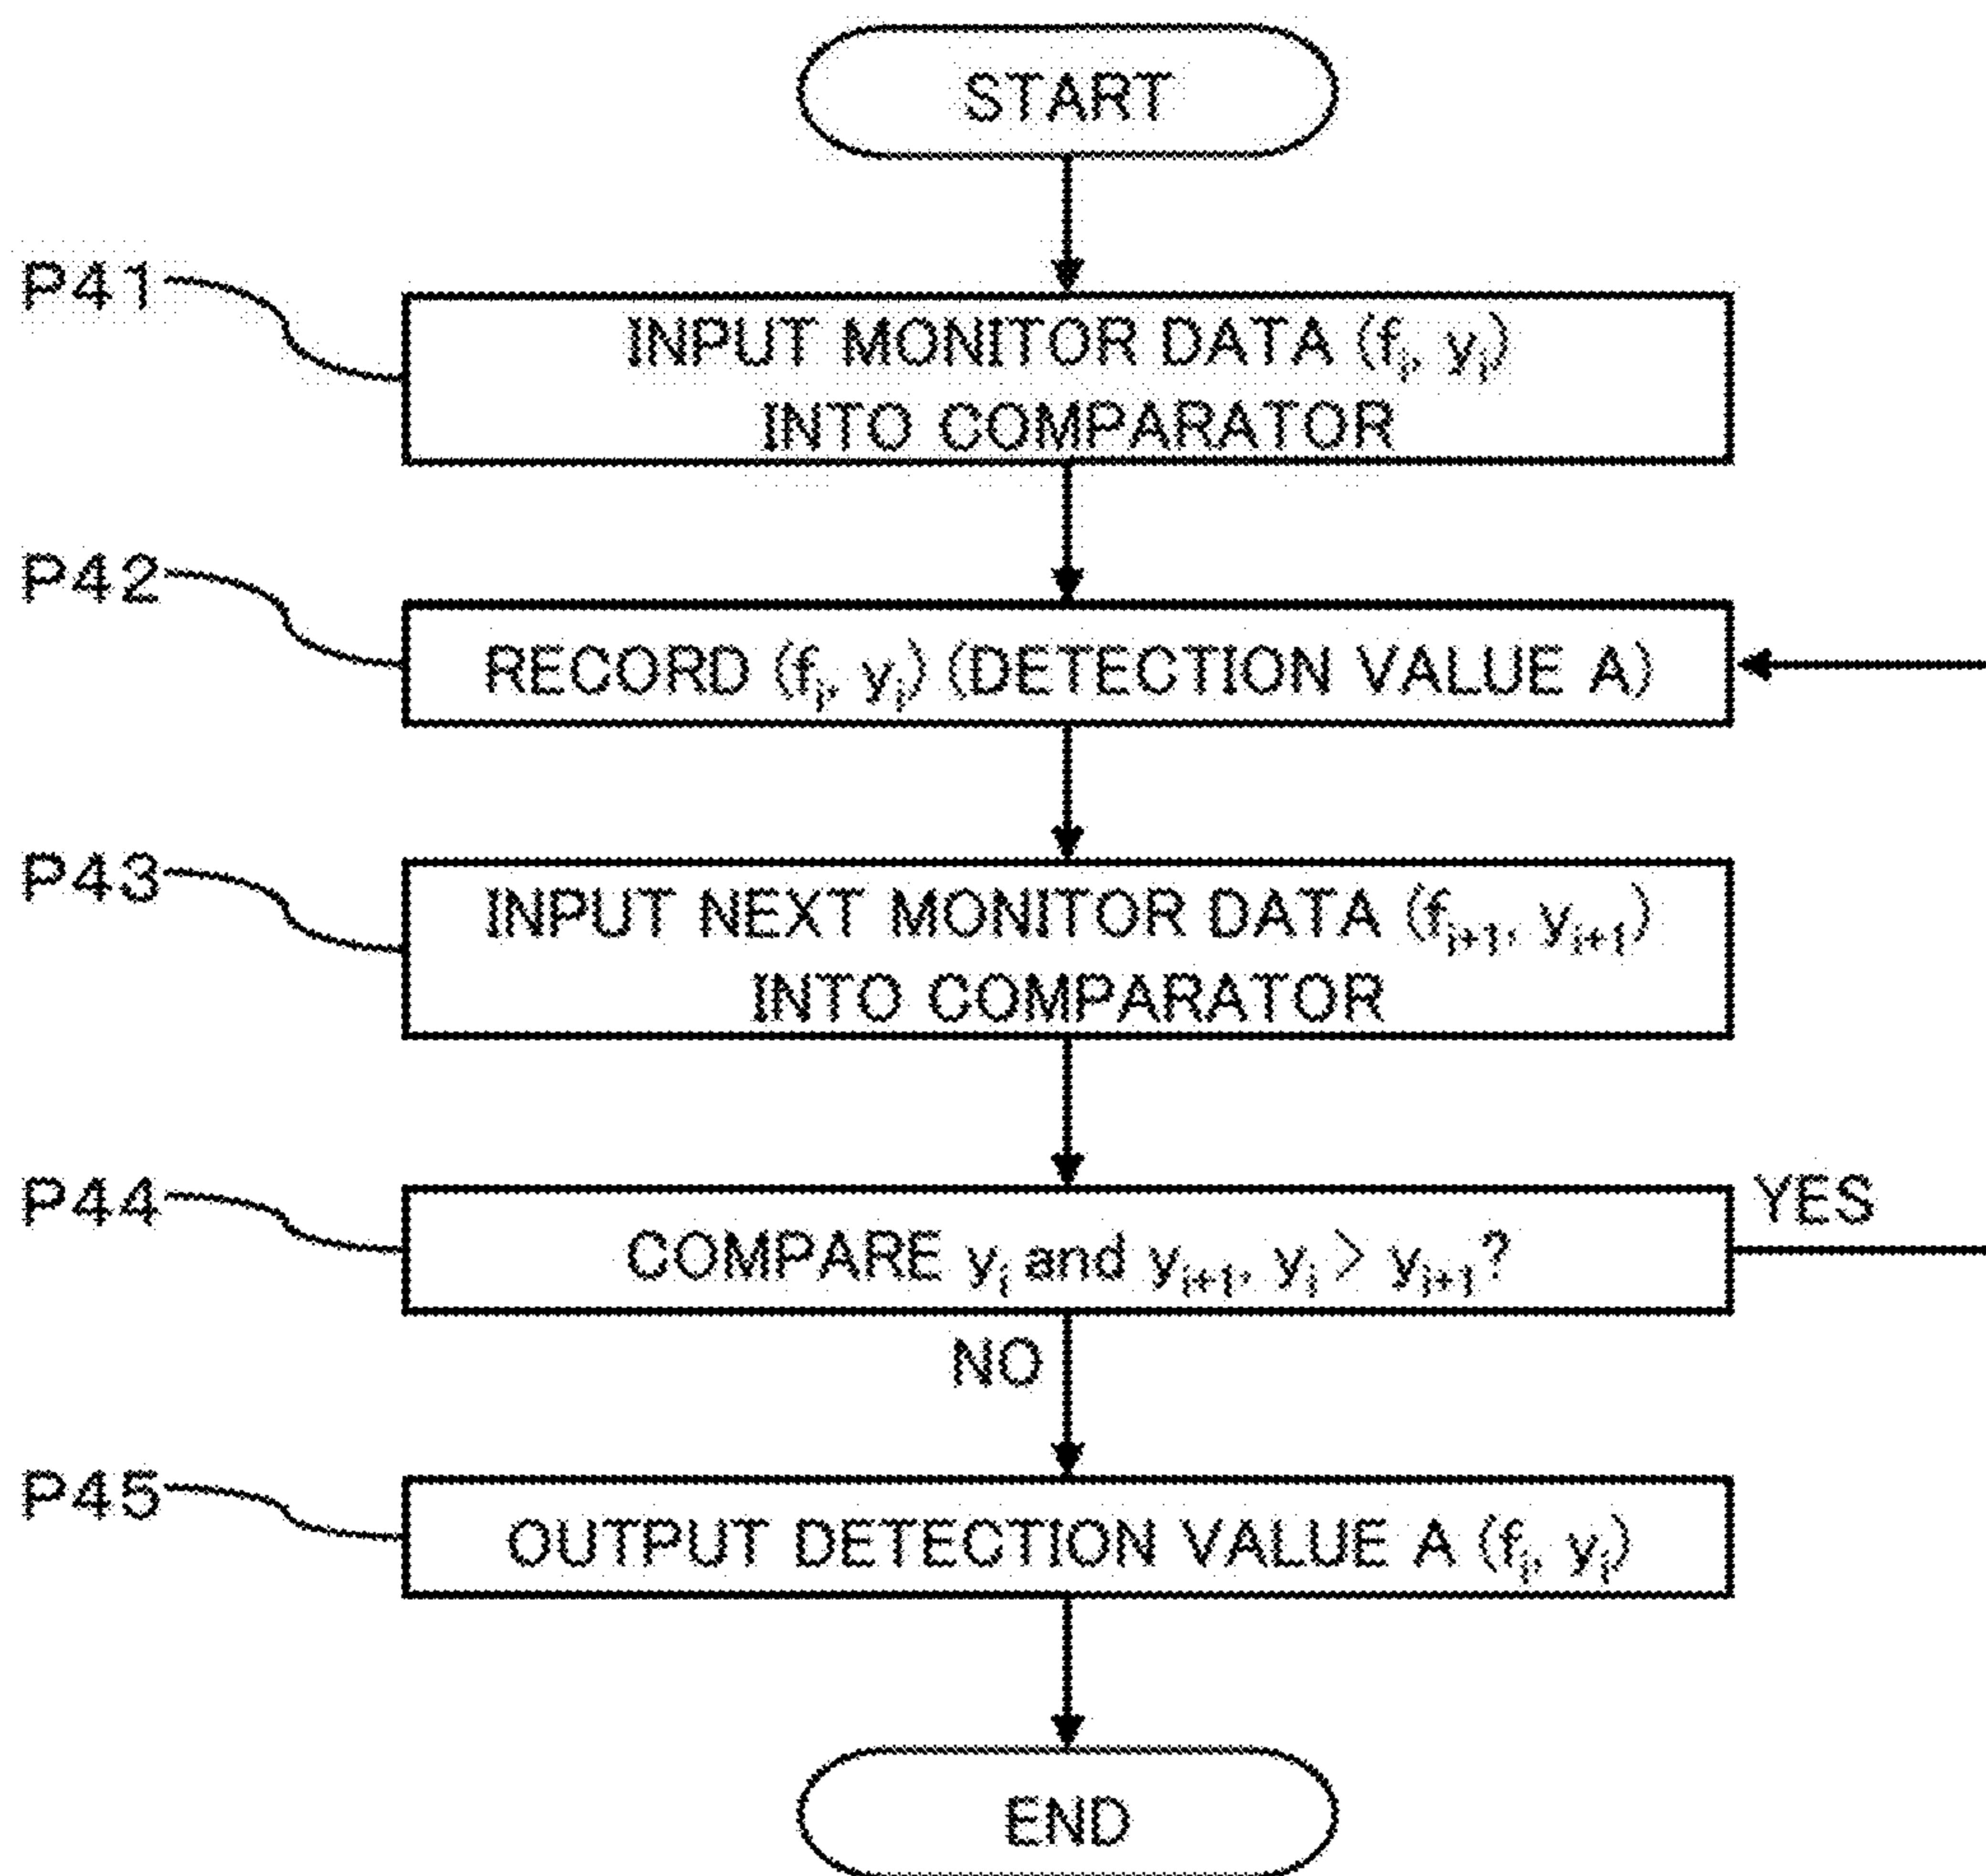 START
P41
INPUT MONITOR DATA (fᵢ, yᵢ)
INTO COMPARATOR
P42
RECORD (fᵢ, yᵢ) (DETECTION VALUE A)
P43
INPUT NEXT MONITOR DATA (fᵢ₊₁, yᵢ₊₁)
INTO COMPARATOR
P44
COMPARE yᵢ and yᵢ₊₁, yᵢ > yᵢ₊₁?
YES
NO
P45
OUTPUT DETECTION VALUE A (fᵢ, yᵢ)
END